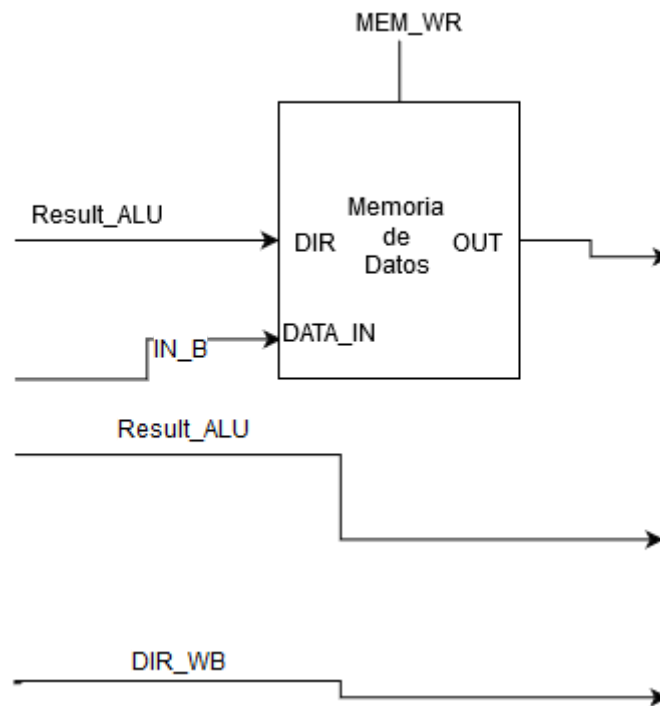 MEM_WR
Result_ALU
Memoria
de
Datos
DIR
OUT
IN_B
DATA_IN
Result_ALU
DIR_WB